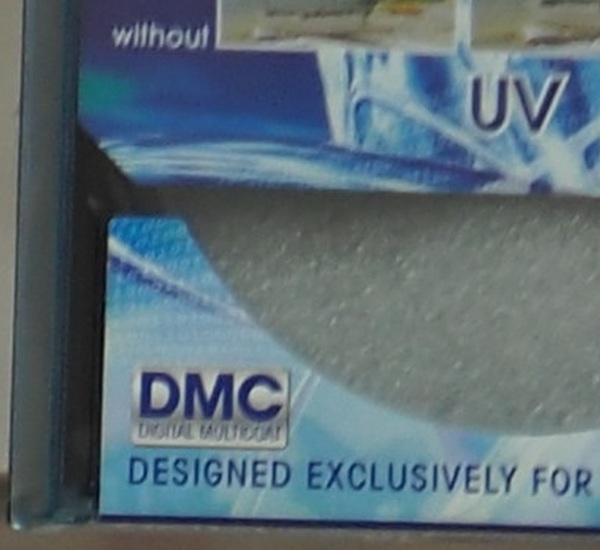 without
UV
DMC
DIGITAL MULTICOAT
DESIGNED EXCLUSIVELY FOR